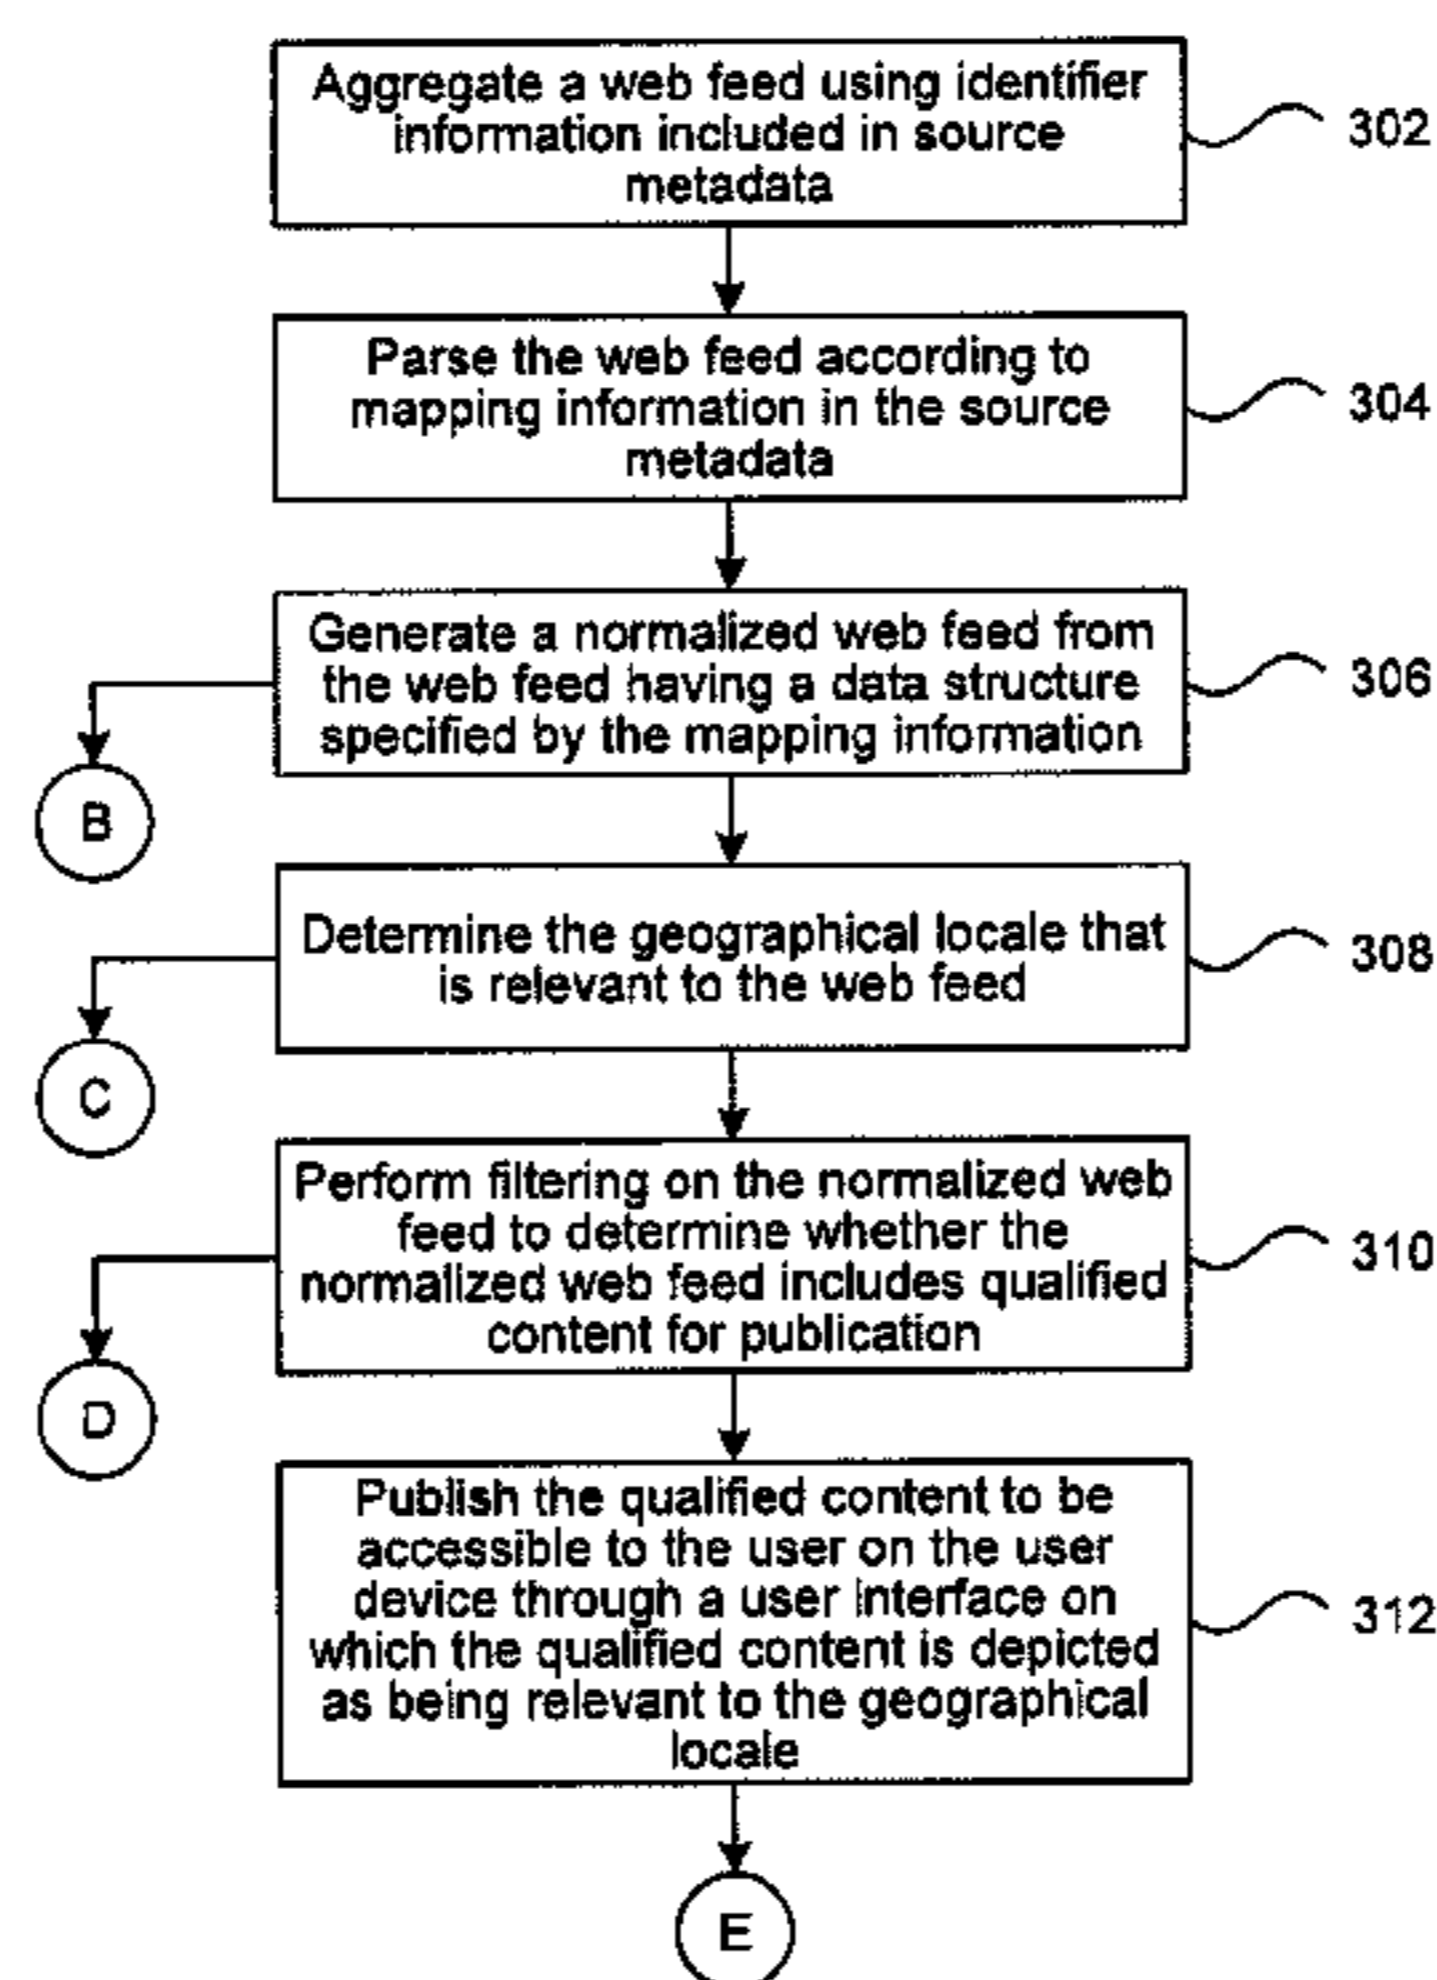 Aggregate a web feed using identifier
information included in source
metadata
302
Parse the web feed according to
mapping information in the source
metadata
304
Generate a normalized web feed from
the web feed having a data structure
specified by the mapping information
306
B
Determine the geographical locale that
is relevant to the web feed
308
C
Perform filtering on the normalized web
feed to determine whether the
normalized web feed includes qualified
content for publication
310
D
Publish the qualified content to be
accessible to the user on the user
device through a user interface on
which the qualified content is depicted
as being relevant to the geographical
locale
312
E